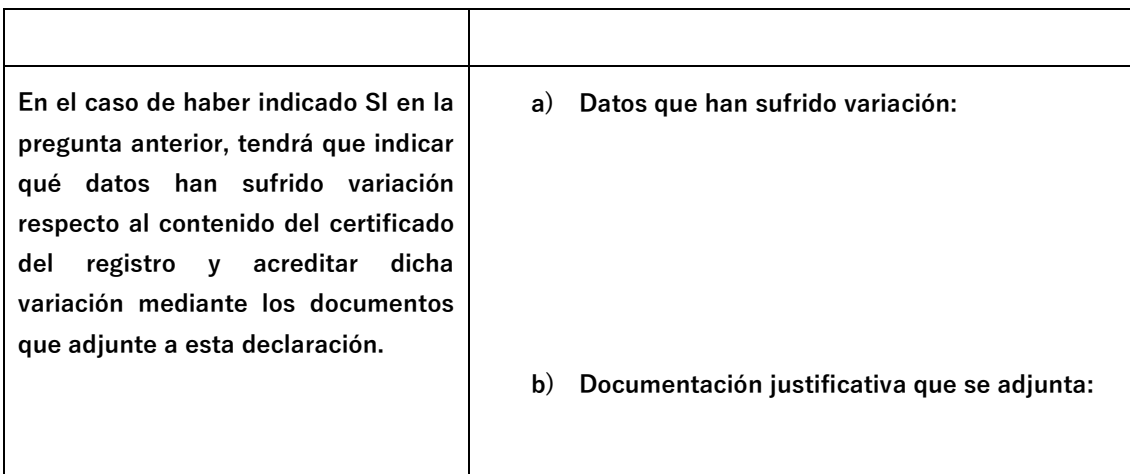 En el caso de haber indicado SI en la
pregunta anterior, tendrá que indicar
qué datos han sufrido variación
respecto al contenido del certificado
del registro y acreditar dicha
variación mediante los documentos
que adjunte a esta declaración.
a) Datos que han sufrido variación:
b) Documentación justificativa que se adjunta: